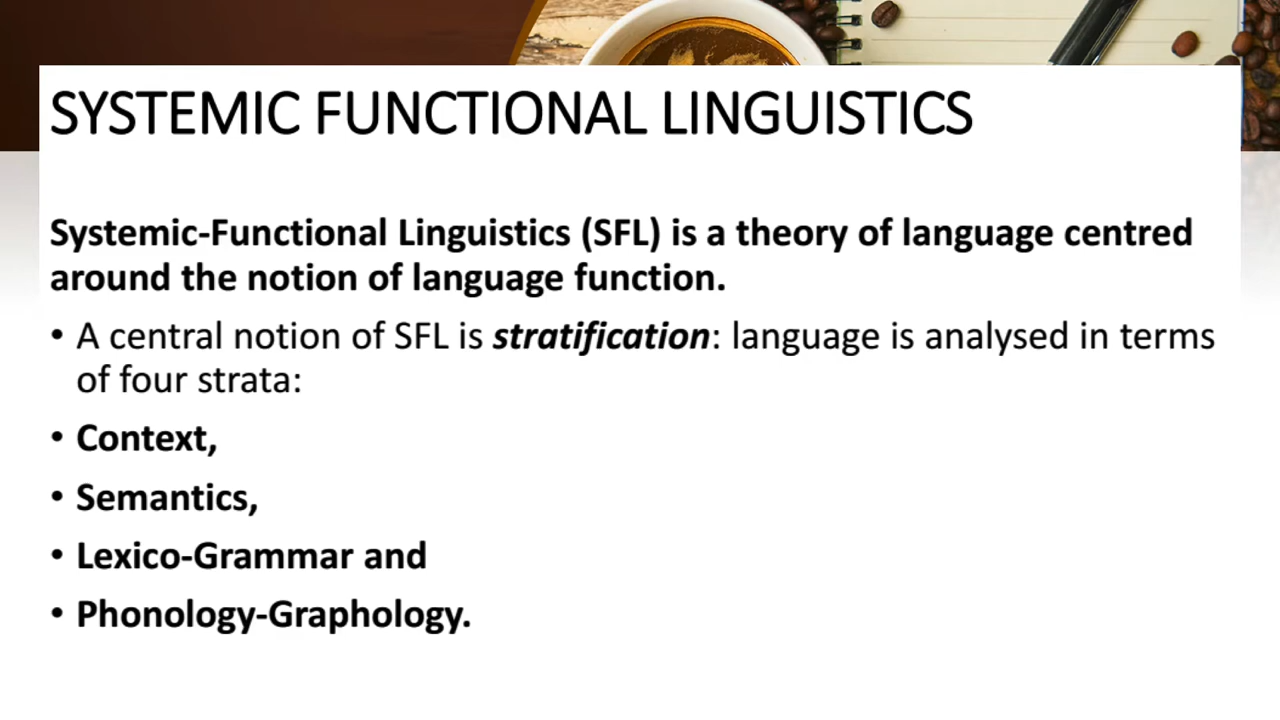 SYSTEMIC FUNCTIONAL LINGUISTICS
Systemic-Functional Linguistics (SFL) is a theory of language centred
around the notion of language function.
• A central notion of SFL is stratification: language is analysed in terms
of four strata:
• Context,
• Semantics,
• Lexico-Grammar and
• Phonology-Graphology.